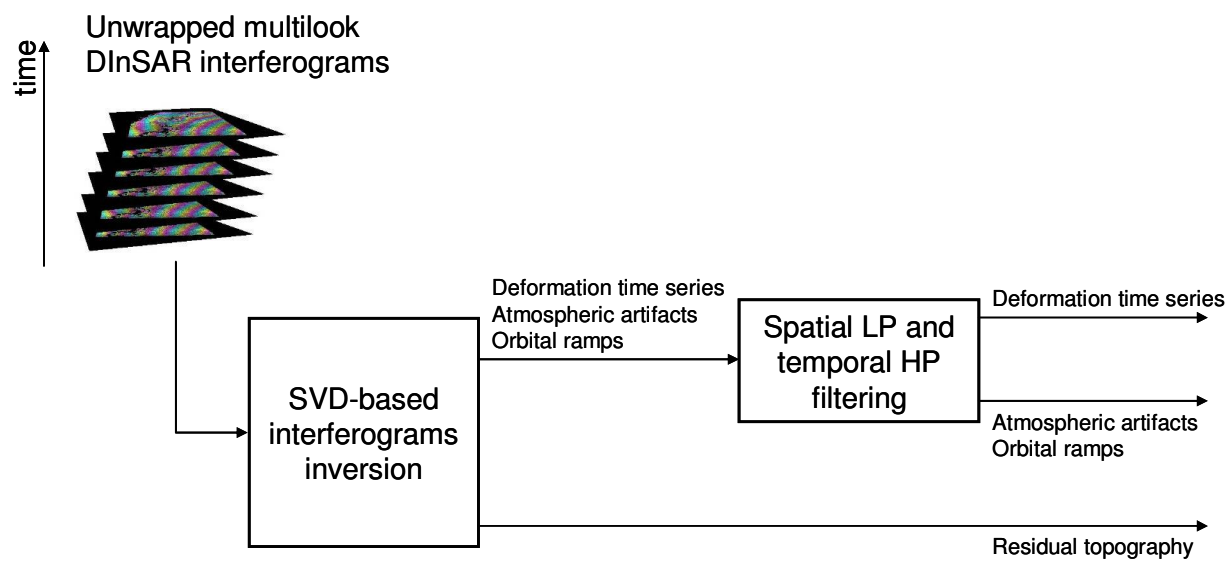 Unwrapped multilook
DInSAR interferograms
time
Deformation time series
Atmospheric artifacts
Orbital ramps
SVD-based
interferograms
inversion
Spatial LP and
temporal HP
filtering
Deformation time series
Atmospheric artifacts
Orbital ramps
Residual topography